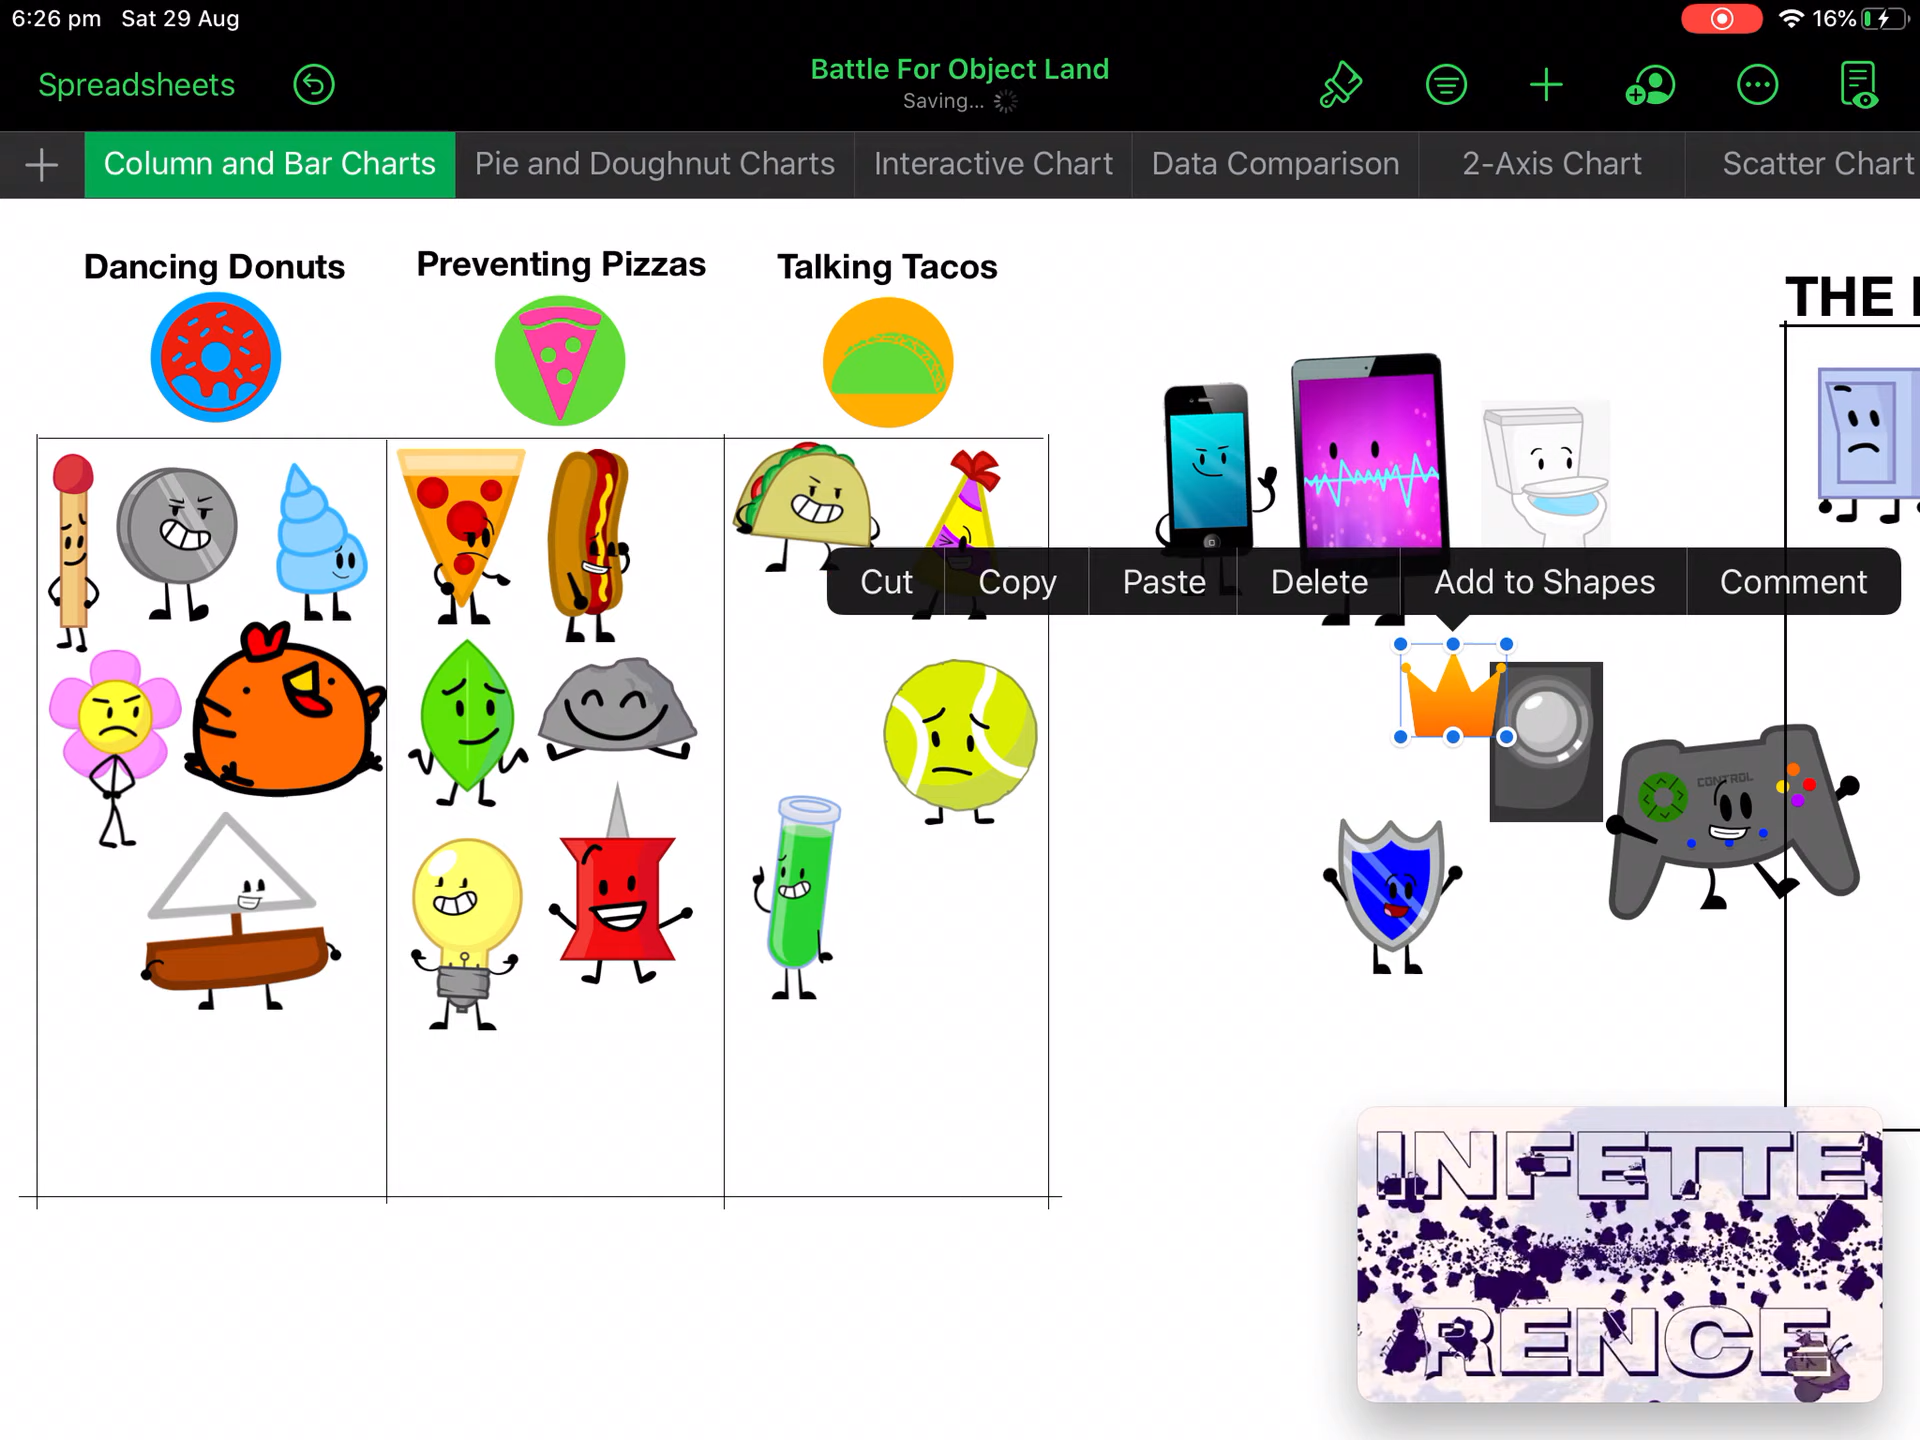 6:26 pm Sat 29 Aug
16%
Spreadsheets
Battle For Object Land
Saving...
Column and Bar Charts
Pie and Doughnut Charts
Interactive Chart
Data Comparison
2-Axis Chart
Scatter Chart
Dancing Donuts
Preventing Pizzas
Talking Tacos
THE
Cut
Copy
Paste
Delete
Add to Shapes
Comment
CONTROL
INFETTE
RENCE